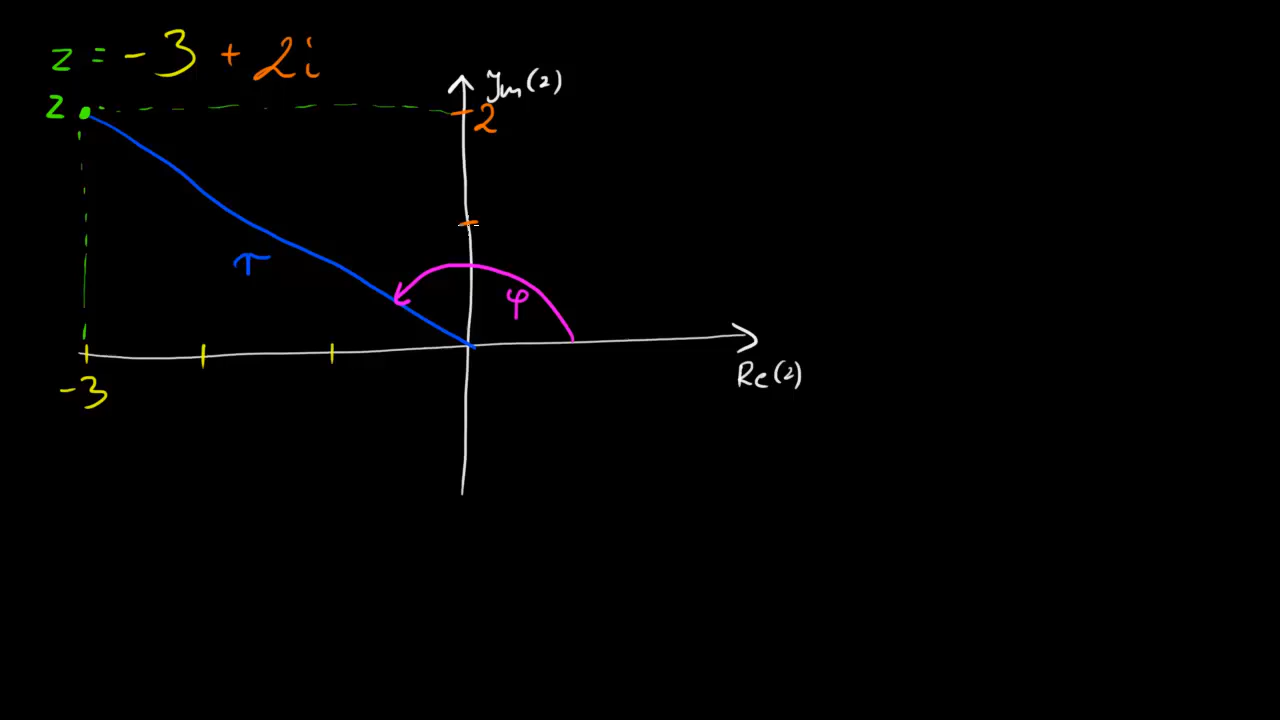 z = -3 + 2i
z
Im(z)
2
r
φ
-3
Re(z)